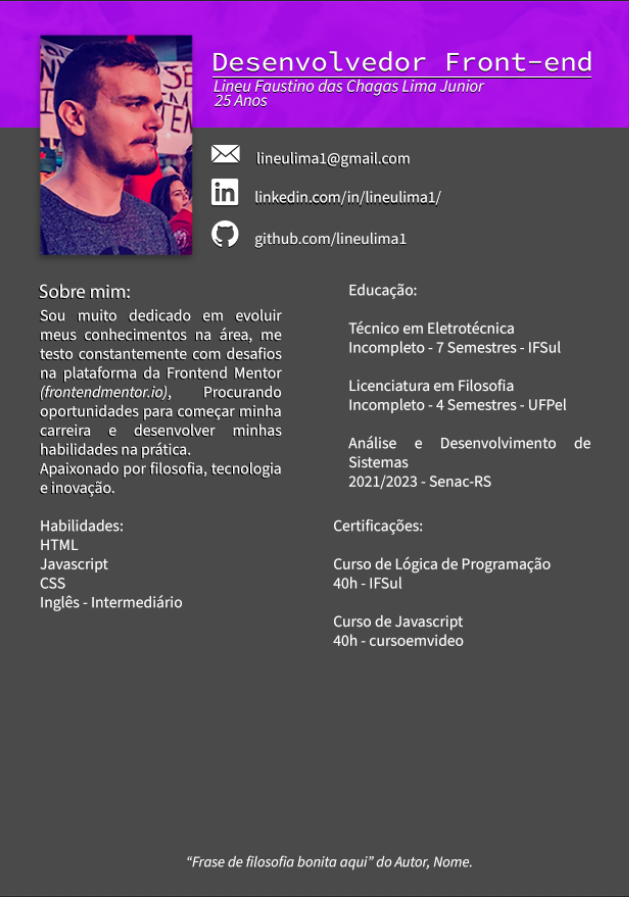 Desenvolvedor Front-end
Lineu Faustino das Chagas Lima Junior
25 Anos
lineulima1@gmail.com
in
linkedin.com/in/lineulima1/
github.com/lineulima1
Sobre mim:
Sou muito dedicado em evoluir
meus conhecimentos na área, me
testo constantemente com desafios
na plataforma da Frontend Mentor
(frontendmentor.io), Procurando
oportunidades para começar minha
carreira e desenvolver minhas
habilidades na prática.
Apaixonado por filosofia, tecnologia
e inovação.
Educação:
Técnico em Eletrotécnica
Incompleto - 7 Semestres - IFSul
Licenciatura em Filosofia
Incompleto - 4 Semestres - UFPel
Análise e Desenvolvimento de
Sistemas
2021/2023 - Senac-RS
Habilidades:
HTML
Javascript
CSS
Inglês - Intermediário
Certificações:
Curso de Lógica de Programação
40h - IFSul
Curso de Javascript
40h - cursoemvideo
“Frase de filosofia bonita aqui” do Autor, Nome.